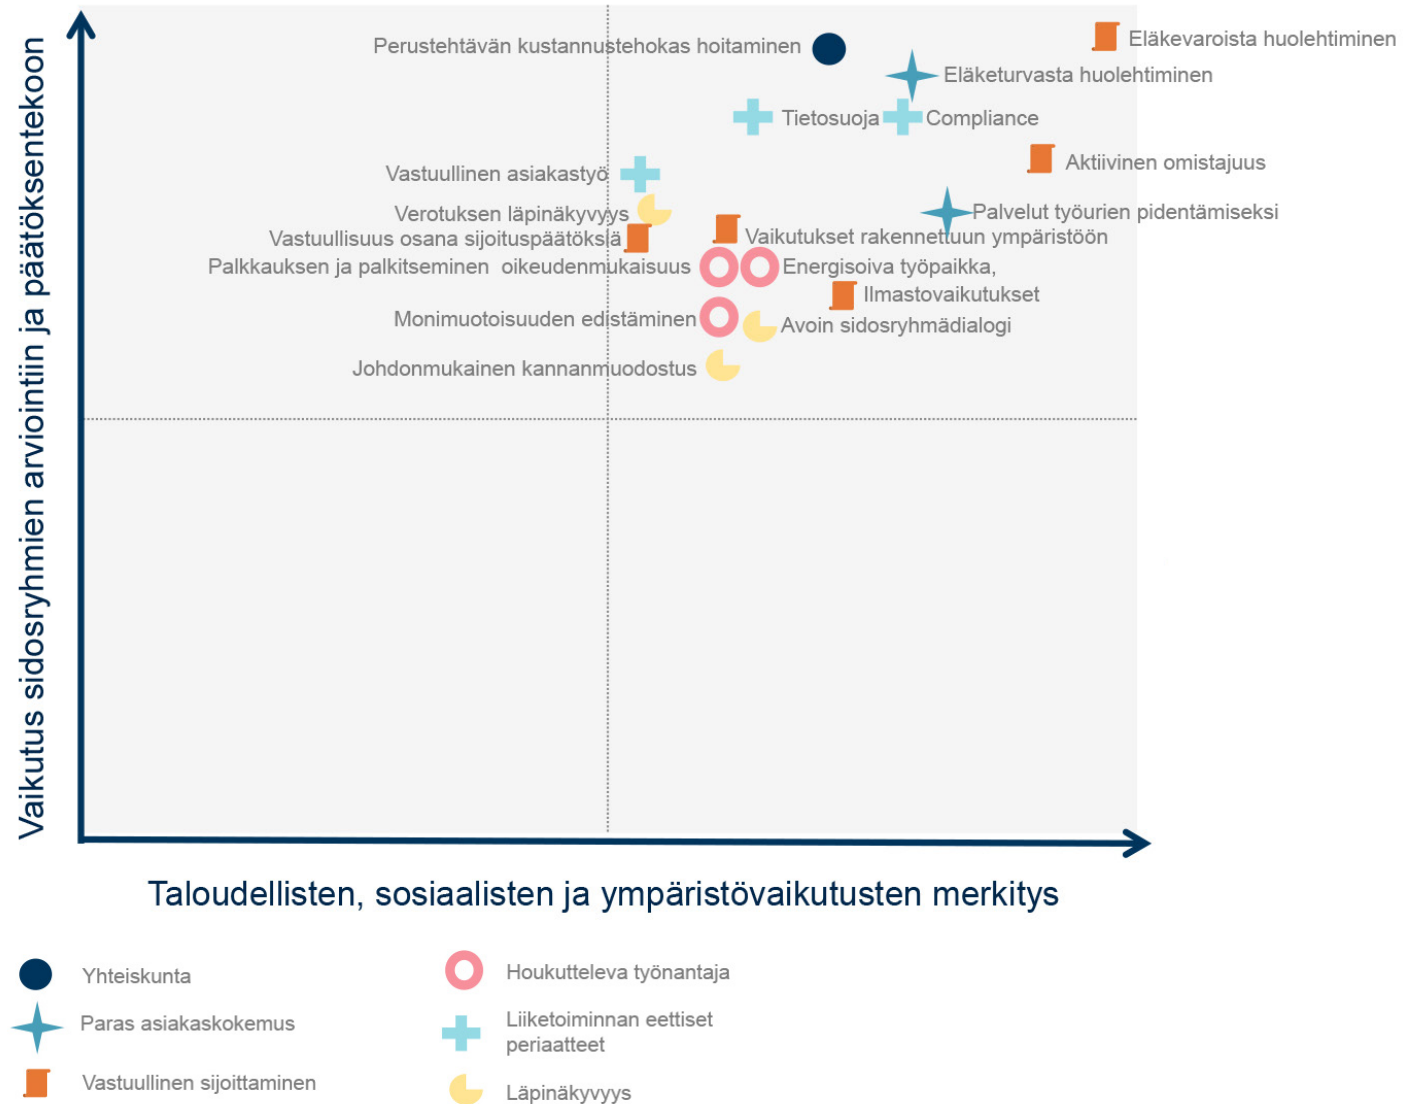 Vaikutus sidosryhmien arviointiin ja päätöksentekoon
Perustehtävän kustannustehokas hoitaminen
Eläkevaroista huolehtiminen
Eläketurvasta huolehtiminen
Tietosuoja
Compliance
Aktiivinen omistajuus
Vastuullinen asiakastyö
Verotuksen läpinäkyvyys
Palvelut työurien pidentämiseksi
Vastuullisuus osana sijoituspäätöksiä
Vaikutukset rakennettuun ympäristöön
Palkkauksen ja palkitseminen  oikeudenmukaisuus
Energisoiva työpaikka,
Ilmastovaikutukset
Monimuotoisuuden edistäminen
Avoin sidosryhmädialogi
Johdonmukainen kannanmuodostus
Taloudellisten, sosiaalisten ja ympäristövaikutusten merkitys
Yhteiskunta
Paras asiakaskokemus
Vastuullinen sijoittaminen
Houkutteleva työnantaja
Liiketoiminnan eettiset
periaatteet
Läpinäkyvyys